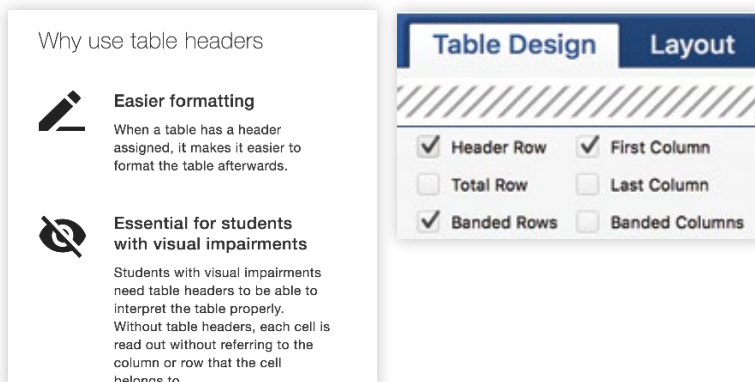 Why use table headers
Easier formatting
When a table has a header
assigned, it makes it easier to
format the table afterwards.
Essential for students
with visual impairments
Students with visual impairments
need table headers to be able to
interpret the table properly.
Without table headers, each cell is
read out without referring to the
column or row that the cell
belongs to.
Table Design
Layout
Header Row
First Column
Total Row
Last Column
Banded Rows
Banded Columns